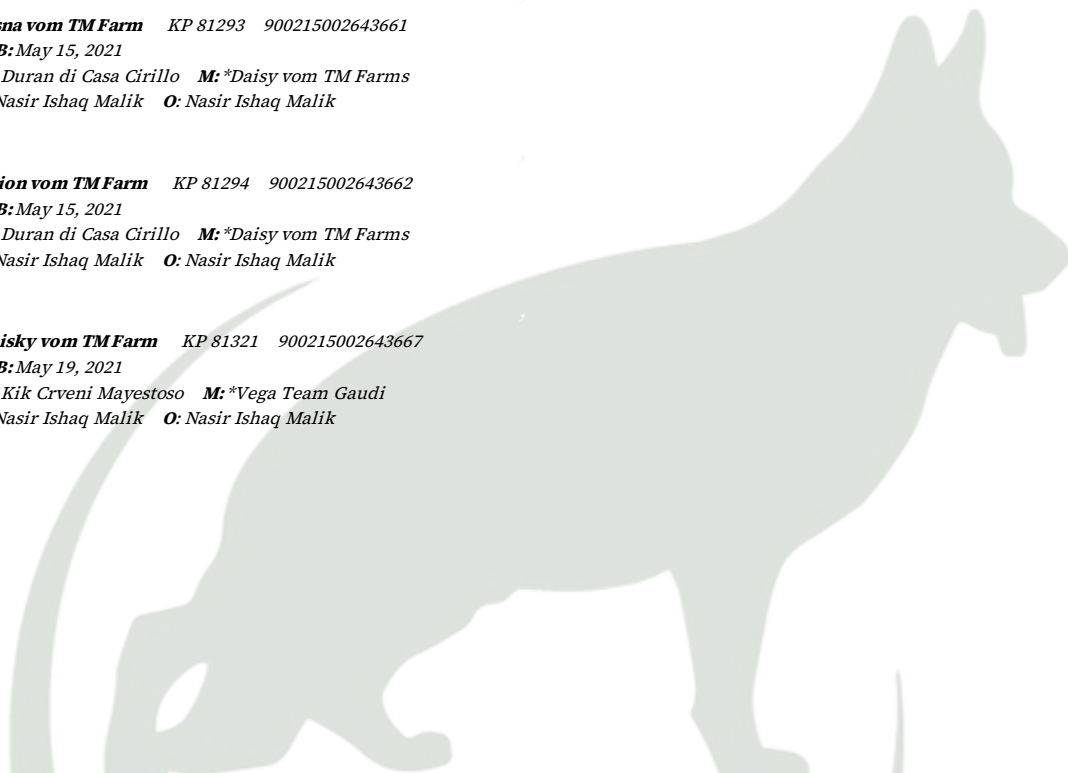 sna vom TM Farm KP 81293 900215002643661
B: May 15, 2021
Duran di Casa Cirillo M: *Daisy vom TM Farms
Nasir Ishaq Malik O: Nasir Ishaq Malik
ion vom TM Farm KP 81294 900215002643662
B: May 15, 2021
Duran di Casa Cirillo M: *Daisy vom TM Farms
Nasir Ishaq Malik O: Nasir Ishaq Malik
isky vom TM Farm KP 81321 900215002643667
B: May 19, 2021
Kik Crveni Mayestoso M: *Vega Team Gaudi
Nasir Ishaq Malik O: Nasir Ishaq Malik